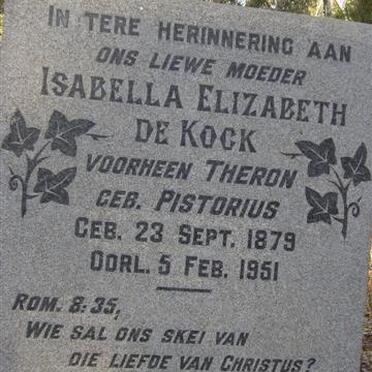 IN TERE HERINNERING AAN
ONS LIEWE MOEDER
ISABELLA ELIZABETH
DE KOCK
VOORHEEN THERON
GEB. PISTORIUS
GEB. 23 SEPT. 1879
OORL. 5 FEB. 1951
ROM. 8:35,
WIE SAL ONS SKEI VAN
DIE LIEFDE VAN CHRISTUS?